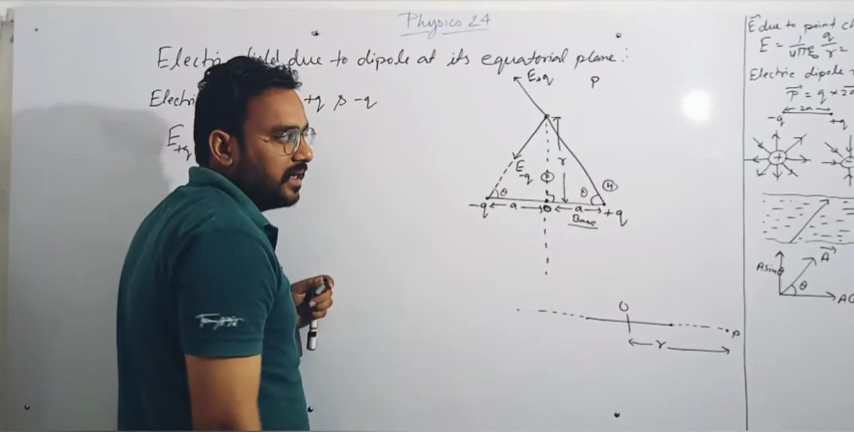 Physics 24
Electric field due to dipole at its equatorial plane :
Electri +q & -q
E+q
E+q
P
r
E-q
θ
θ
H
-q
a
O
a
+q
Base
O
P
r
E due to point ch
E = 1/4πε₀ q/r²
Electric dipole
P = q × 2a
2a
-q
+q
+
A sinθ
A
θ